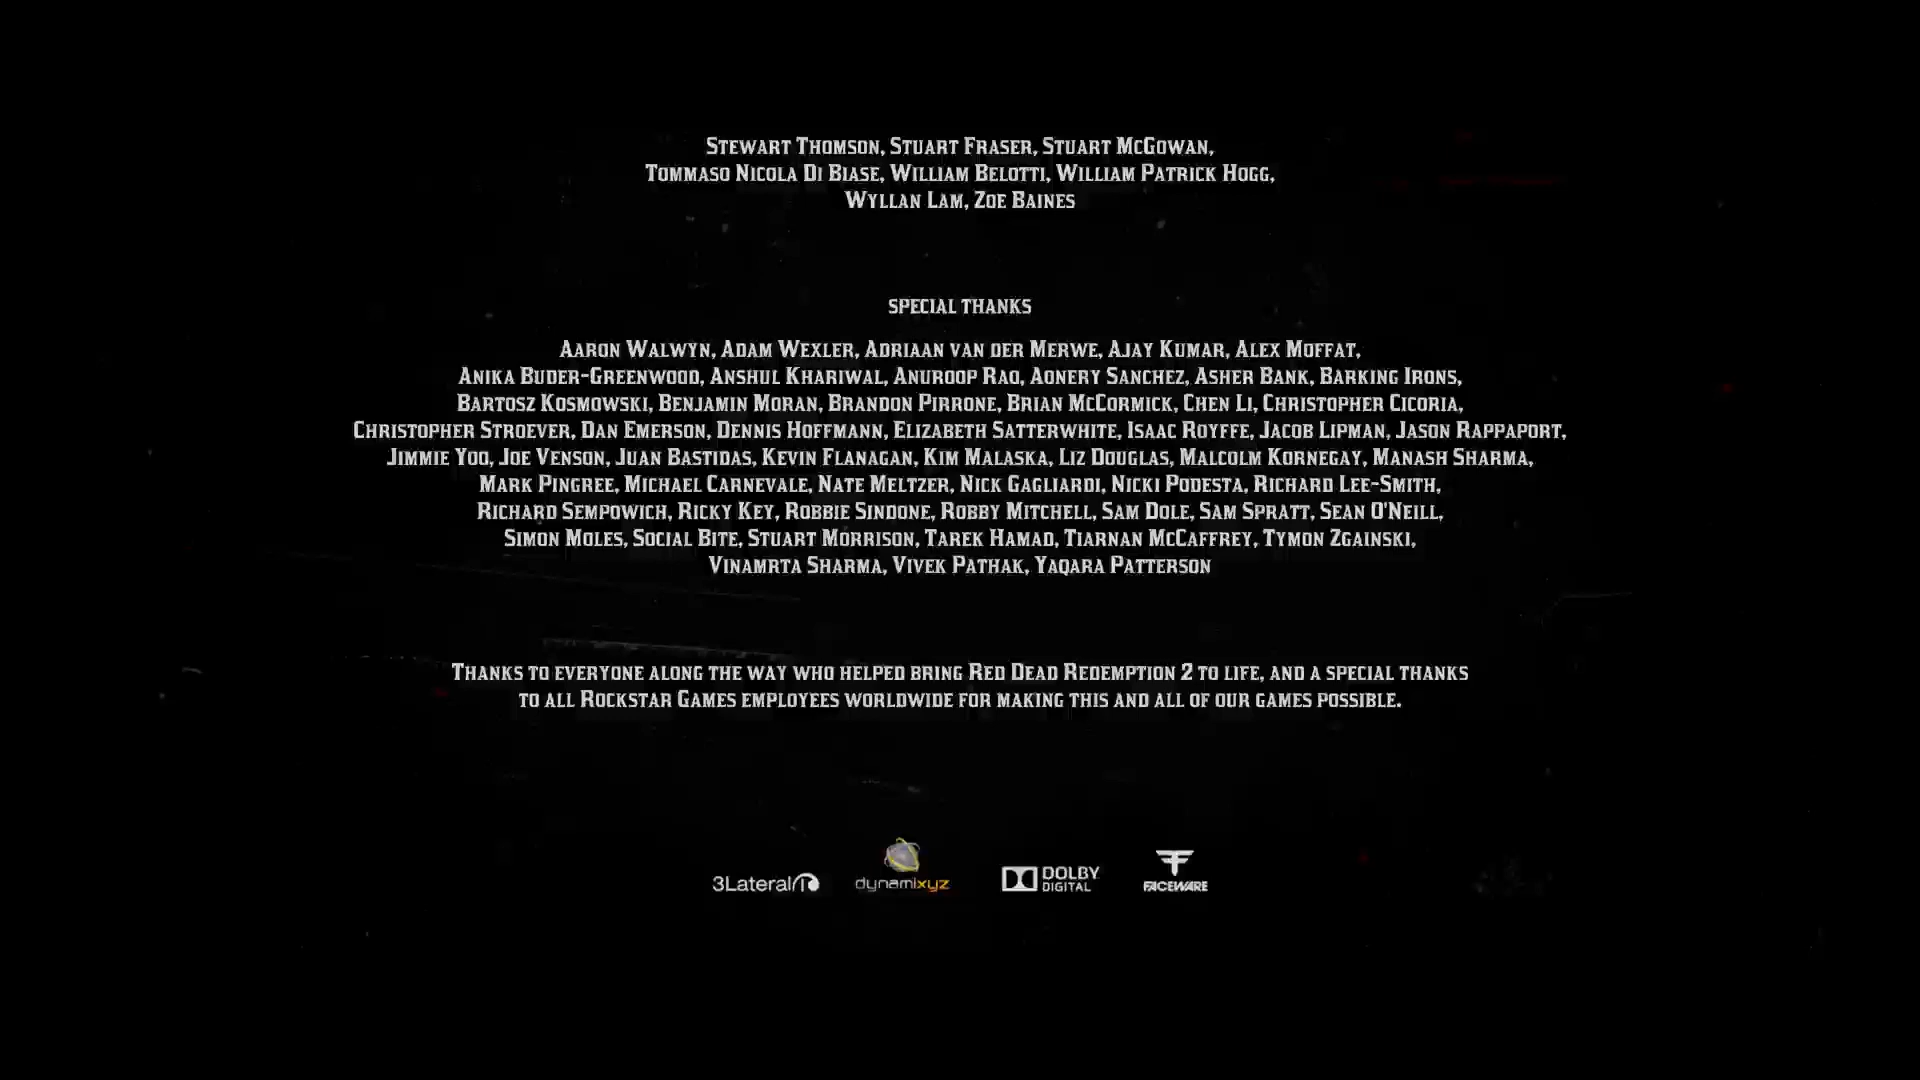 Stewart Thomson, Stuart Fraser, Stuart McGowan,
Tommaso Nicola Di Biase, William Belotti, William Patrick Hogg,
Wyllan Lam, Zoe Baines
SPECIAL THANKS
Aaron Walwyn, Adam Wexler, Adriaan van der Merwe, Ajay Kumar, Alex Moffat,
Anika Buder-Greenwood, Anshul Khariwal, Anuroop Rao, Aonery Sanchez, Asher Bank, Barking Irons,
Bartosz Kosmowski, Benjamin Moran, Brandon Pirrone, Brian McCormick, Chen Li, Christopher Cicoria,
Christopher Stroever, Dan Emerson, Dennis Hoffmann, Elizabeth Satterwhite, Isaac Royffe, Jacob Lipman, Jason Rappaport,
Jimmie Yoo, Joe Venson, Juan Bastidas, Kevin Flanagan, Kim Malaska, Liz Douglas, Malcolm Kornegay, Manash Sharma,
Mark Pingree, Michael Carnevale, Nate Meltzer, Nick Gagliardi, Nicki Podesta, Richard Lee-Smith,
Richard Sempowich, Ricky Key, Robbie Sindone, Robby Mitchell, Sam Dole, Sam Spratt, Sean O'Neill,
Simon Moles, Social Bite, Stuart Morrison, Tarek Hamad, Tiarnan McCaffrey, Tymon Zgainski,
Vinamrta Sharma, Vivek Pathak, Yaqara Patterson
Thanks to everyone along the way who helped bring Red Dead Redemption 2 to life, and a special thanks
to all Rockstar Games employees worldwide for making this and all of our games possible.
3Lateral
dynamixyz
DOLBY
DIGITAL
FACEWARE